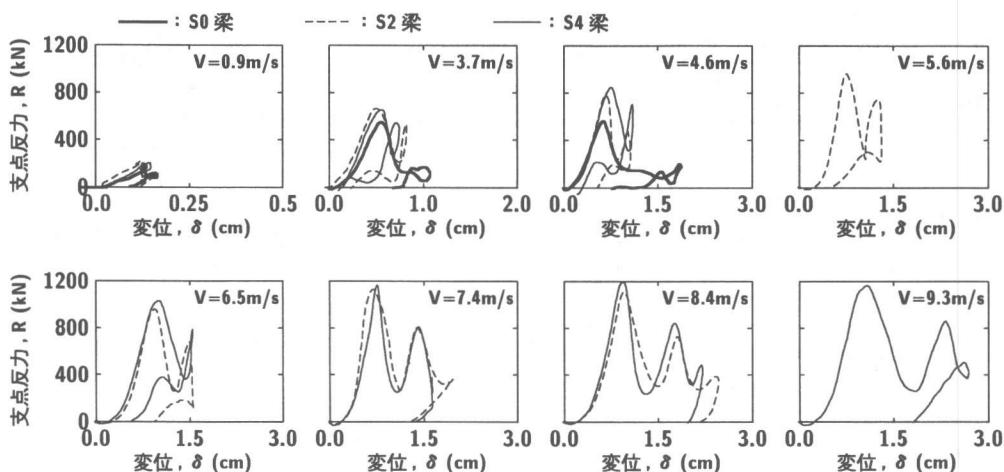 : S0 梁 : S2 梁 : S4 梁
支点反力 , R (kN)
1200
800
400
0
V=0.9m/s
0.0 0.25 0.5
変位 , δ (cm)
V=3.7m/s
0.0 1.0 2.0
変位 , δ (cm)
V=4.6m/s
0.0 1.5 3.0
変位 , δ (cm)
V=5.6m/s
0.0 1.5 3.0
変位 , δ (cm)
支点反力 , R (kN)
1200
800
400
0
V=6.5m/s
0.0 1.5 3.0
変位 , δ (cm)
V=7.4m/s
0.0 1.5 3.0
変位 , δ (cm)
V=8.4m/s
0.0 1.5 3.0
変位 , δ (cm)
V=9.3m/s
0.0 1.5 3.0
変位 , δ (cm)